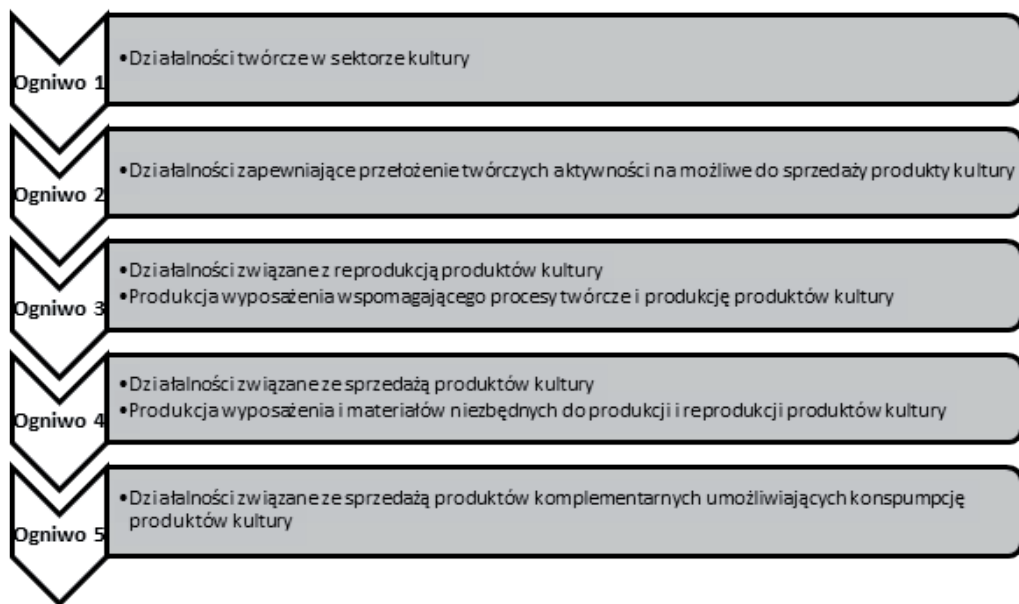 Ogniwo 1
•Działalności twórcze w sektorze kultury
Ogniwo 2
•Działalności zapewniające przełożenie twórczych aktywności na możliwe do sprzedaży produkty kultury
Ogniwo 3
•Działalności związane z reprodukcją produktów kultury
•Produkcja wyposażenia wspomagającego procesy twórcze i produkcję produktów kultury
Ogniwo 4
•Działalności związane ze sprzedażą produktów kultury
•Produkcja wyposażenia i materiałów niezbędnych do produkcji i reprodukcji produktów kultury
Ogniwo 5
•Działalności związane ze sprzedażą produktów komplementarnych umożliwiających konspumpcję
produktów kultury